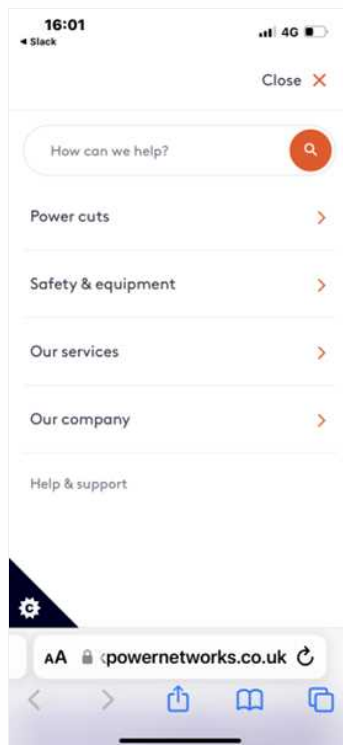 16:01
◀ Slack
4G
Close ✕
How can we help?
Power cuts
Safety & equipment
Our services
Our company
Help & support
C
AA powernetworks.co.uk